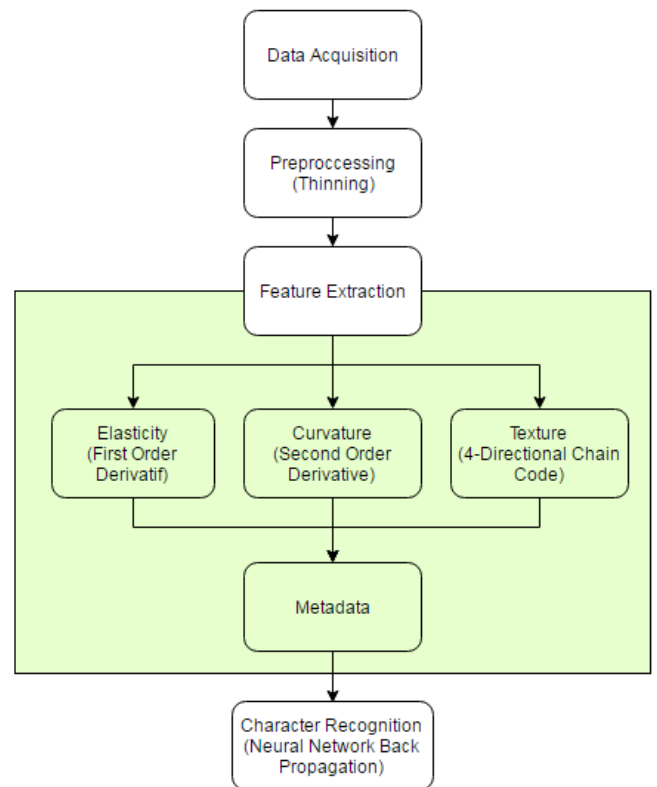 Data Acquisition
Preproccessing
(Thinning)
Feature Extraction
Elasticity
(First Order
Derivatif)
Curvature
(Second Order
Derivative)
Texture
(4-Directional Chain
Code)
Metadata
Character Recognition
(Neural Network Back
Propagation)